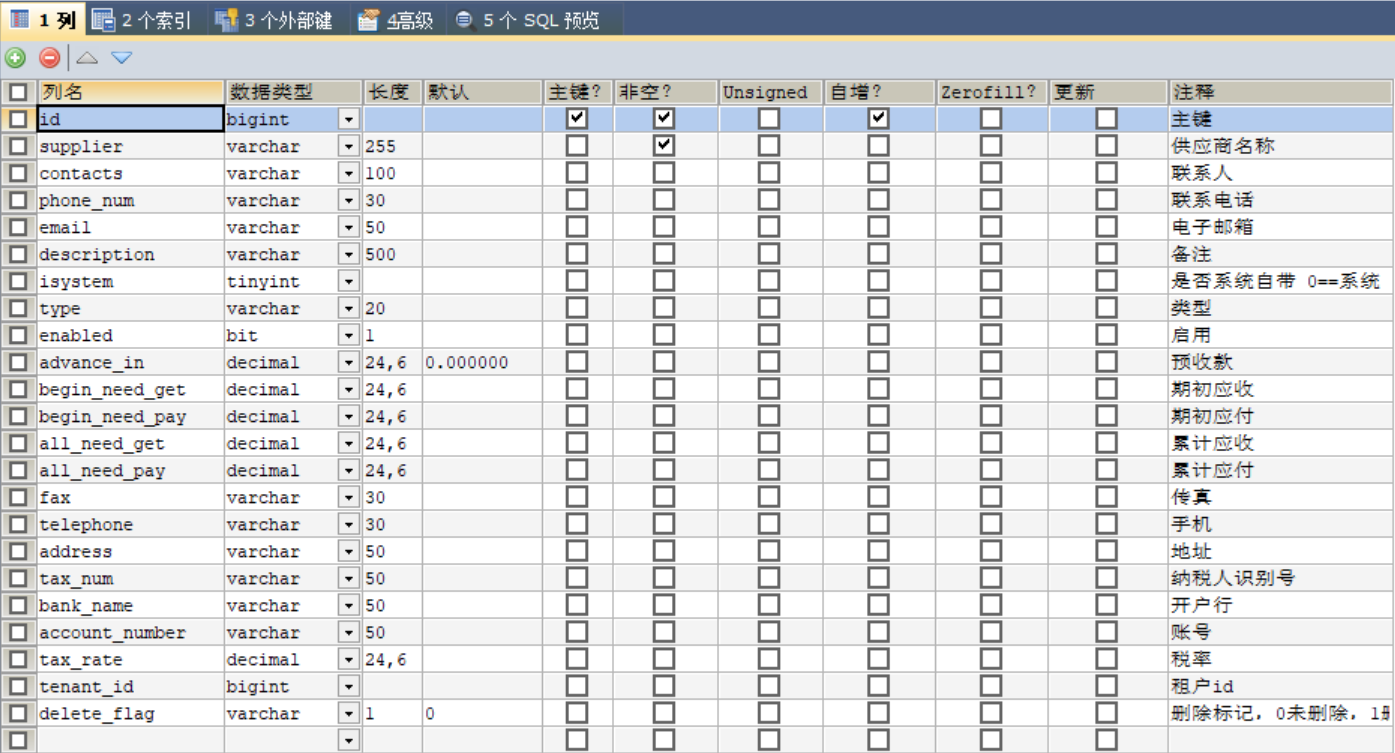 1 列 2 个索引 3 个外部键 4高级 5 个 SQL 预览
列名 数据类型 长度 默认 主键? 非空? Unsigned 自增? Zerofill? 更新 注释
id bigint 主键
supplier varchar 255 供应商名称
contacts varchar 100 联系人
phone_num varchar 30 联系电话
email varchar 50 电子邮箱
description varchar 500 备注
isystem tinyint 是否系统自带 0==系统
type varchar 20 类型
enabled bit 1 启用
advance_in decimal 24,6 0.000000 预收款
begin_need_get decimal 24,6 期初应收
begin_need_pay decimal 24,6 期初应付
all_need_get decimal 24,6 累计应收
all_need_pay decimal 24,6 累计应付
fax varchar 30 传真
telephone varchar 30 手机
address varchar 50 地址
tax_num varchar 50 纳税人识别号
bank_name varchar 50 开户行
account_number varchar 50 账号
tax_rate decimal 24,6 税率
tenant_id bigint 租户id
delete_flag varchar 1 0 删除标记，0未删除，1删